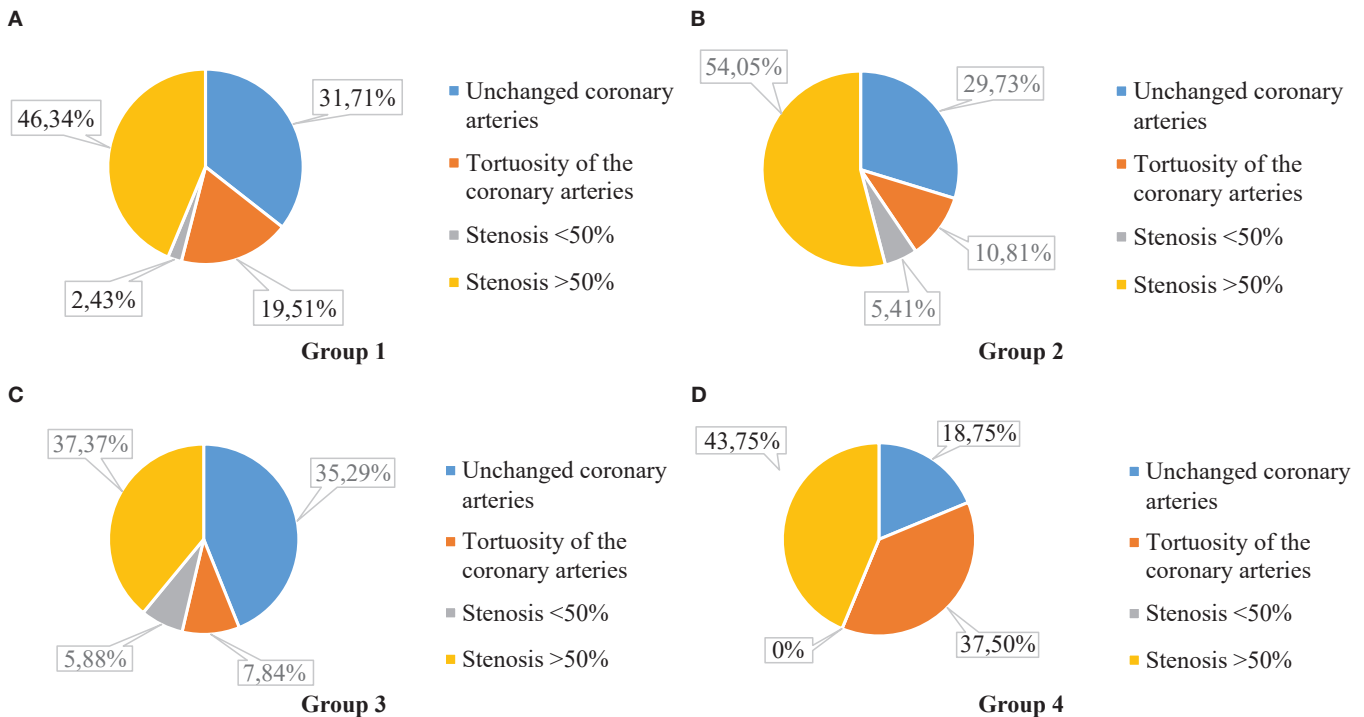 A
46,34%
31,71%
2,43%
19,51%
Unchanged coronary
arteries
Tortuosity of the
coronary arteries
Stenosis <50%
Stenosis >50%
Group 1
B
54,05%
29,73%
10,81%
5,41%
Unchanged coronary
arteries
Tortuosity of the
coronary arteries
Stenosis <50%
Stenosis >50%
Group 2
C
37,37%
35,29%
5,88%
7,84%
Unchanged coronary
arteries
Tortuosity of the
coronary arteries
Stenosis <50%
Stenosis >50%
Group 3
D
43,75%
18,75%
0%
37,50%
Unchanged coronary
arteries
Tortuosity of the
coronary arteries
Stenosis <50%
Stenosis >50%
Group 4